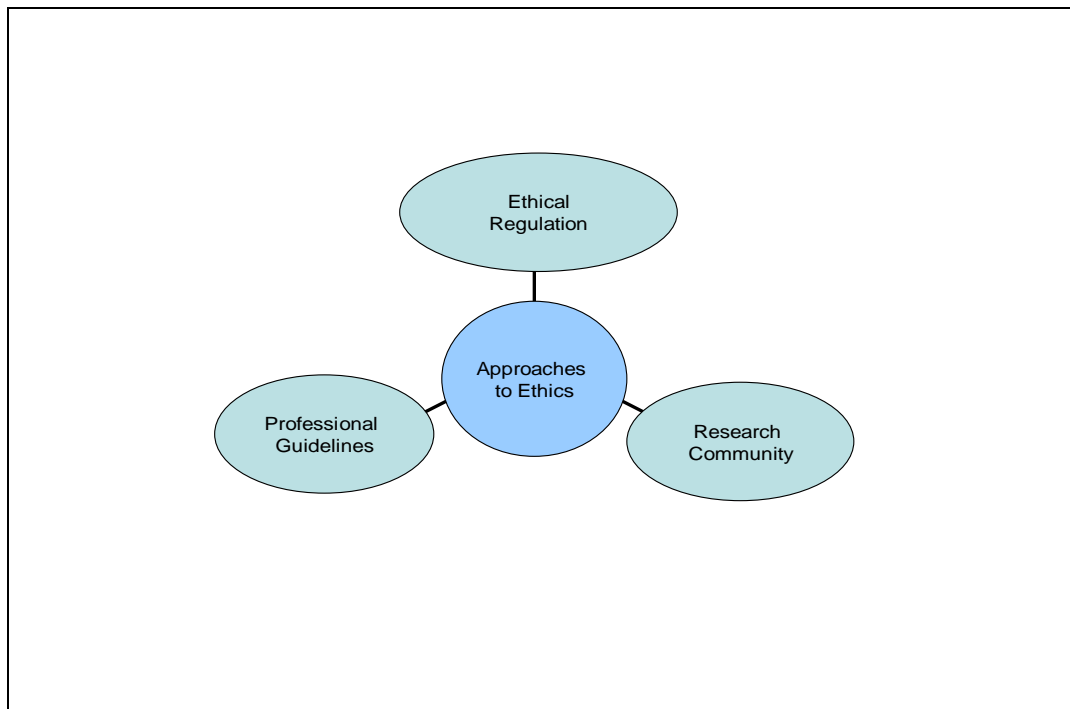 Ethical
Regulation
Approaches
to Ethics
Professional
Guidelines
Research
Community